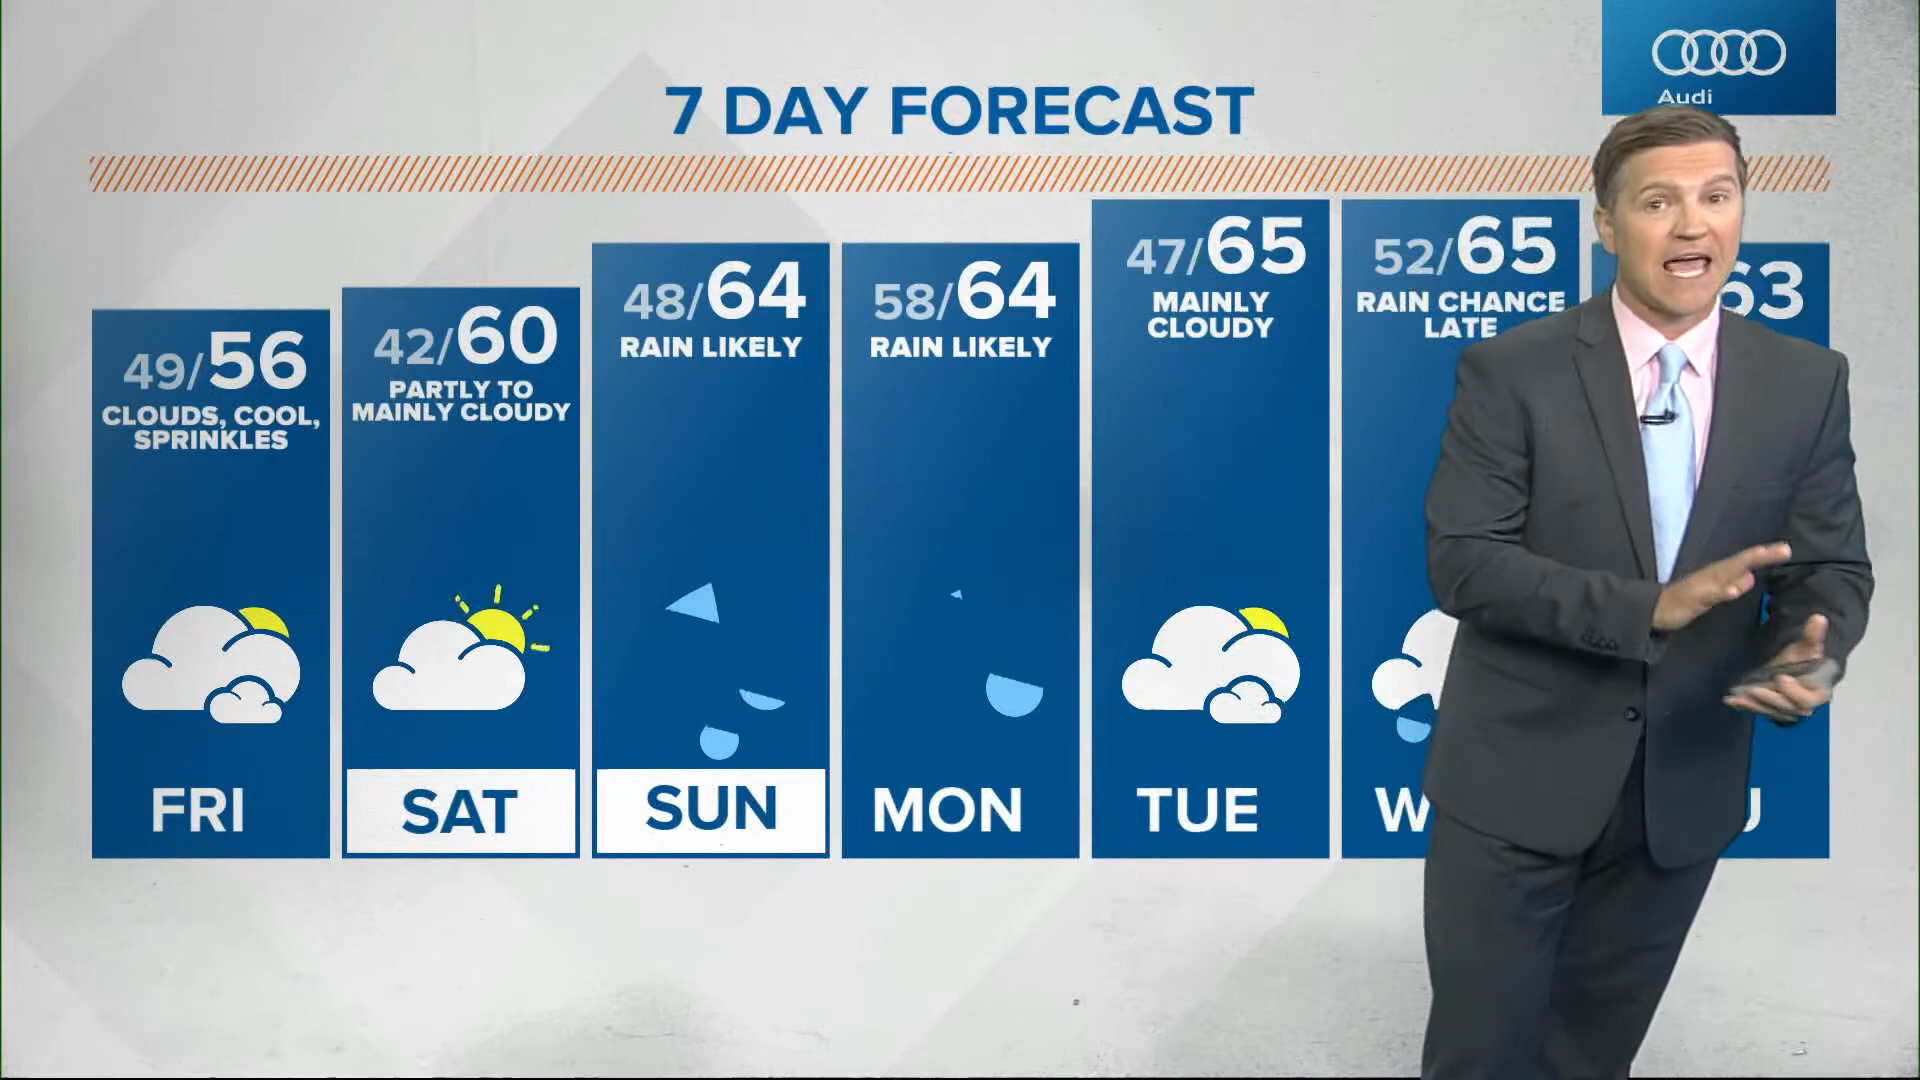 Audi
7 DAY FORECAST
49/56
CLOUDS, COOL,
SPRINKLES
FRI
42/60
PARTLY TO
MAINLY CLOUDY
SAT
48/64
RAIN LIKELY
SUN
58/64
RAIN LIKELY
MON
47/65
MAINLY
CLOUDY
TUE
52/65
RAIN CHANCE
LATE
W
63
U